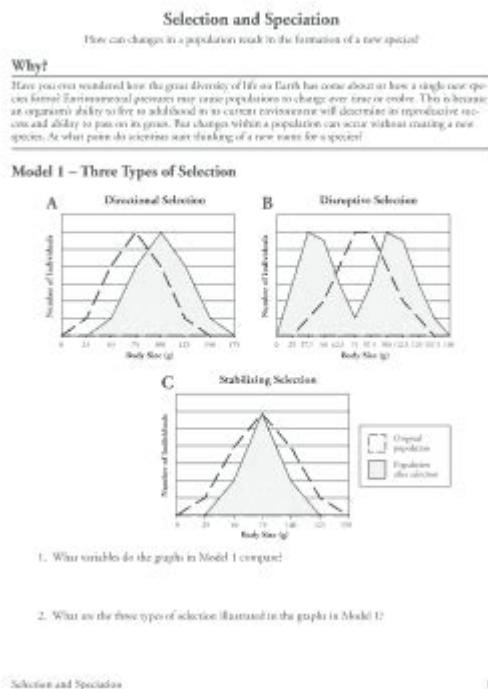 Selection and Speciation
How can changes in a population result in the formation of a new species?
Why?
Have you ever wondered how the great diversity of life on Earth has come about or how a single new spe-
cies forms? Environmental pressures may cause populations to change over time or evolve. This is because
an organism's ability to live to adulthood in its current environment will determine its reproductive suc-
cess and ability to pass on its genes. But changes within a population can occur without creating a new
species. At what point do scientists start thinking of a new name for a species?
Model 1 – Three Types of Selection
A
Directional Selection
Number of Individuals
Body Size (g)
B
Disruptive Selection
Number of Individuals
Body Size (g)
C
Stabilizing Selection
Number of Individuals
Body Size (g)
Original
population
Population
after selection
1. What variables do the graphs in Model 1 compare?
2. What are the three types of selection illustrated in the graphs in Model 1?
Selection and Speciation